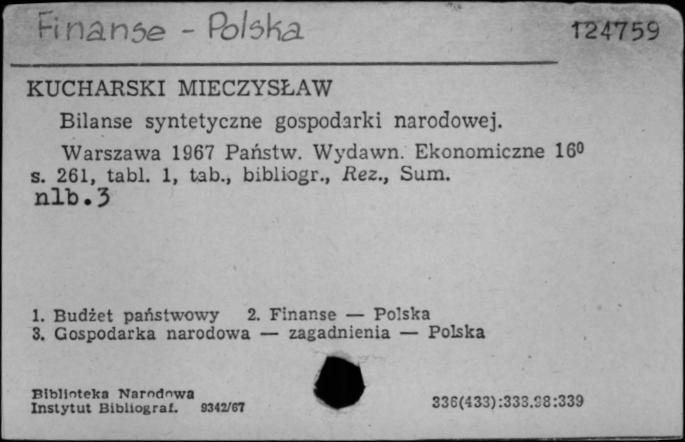 Finanse - Polska 124759
KUCHARSKI MIECZYSŁAW
Bilanse syntetyczne gospodarki narodowej.
Warszawa 1967 Państw. Wydawn. Ekonomiczne 16⁰
s. 261, tabl. 1, tab., bibliogr., Rez., Sum.
nlb.3
1. Budżet państwowy 2. Finanse — Polska
3. Gospodarka narodowa — zagadnienia — Polska
Biblioteka Narodowa
Instytut Bibliograf. 9342/67 336(433):338.98:339